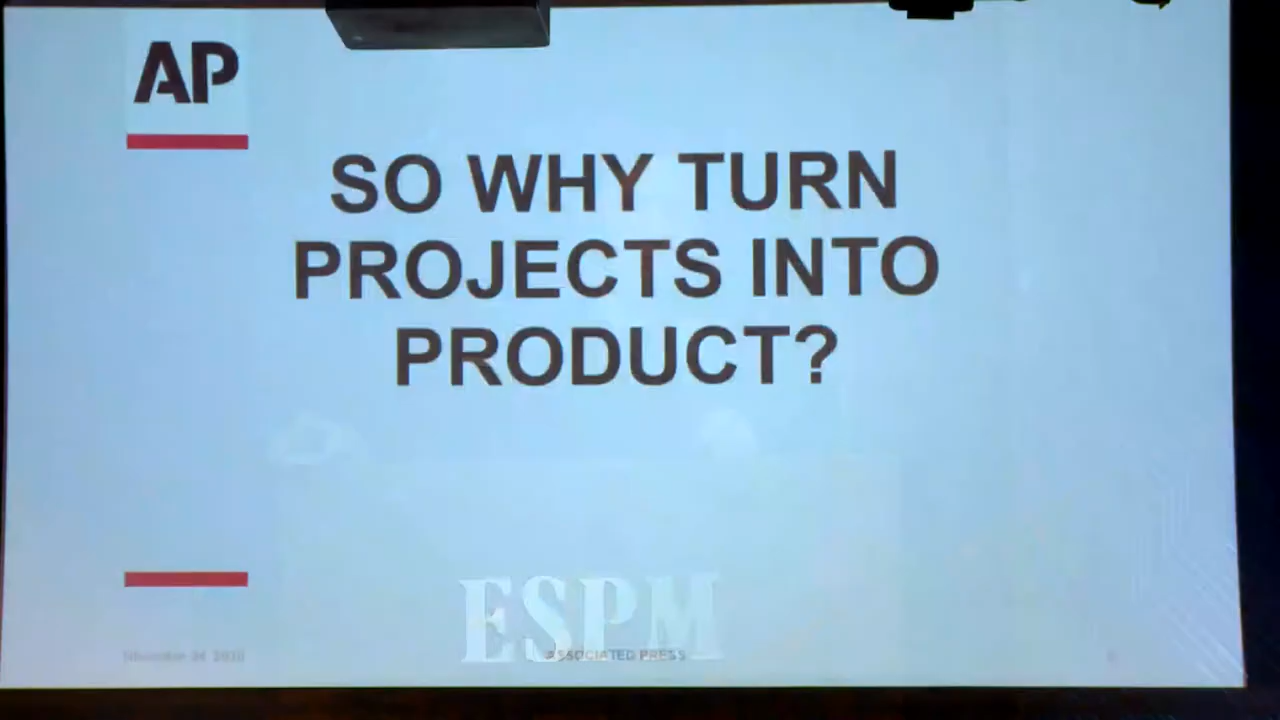 AP
SO WHY TURN
PROJECTS INTO
PRODUCT?
ESPM
ASSOCIATED PRESS